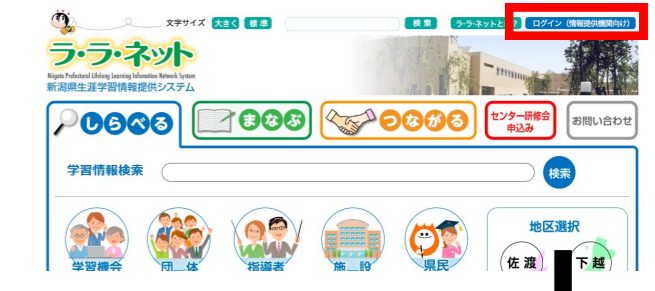 文字サイズ 大きく 標準 検索 ラ・ラ・ネットと ? ログイン（情報提供機関向け）
ラ・ラ・ネット
Niigata Prefectural Lifelong Learning Information Network System
新潟県生涯学習情報提供システム
しらべる まなぶ つながる センター研修会 申込み お問い合わせ
学習情報検索 検索
地区選択
学習機会 団体 指導者 施設 県民 佐渡 下越